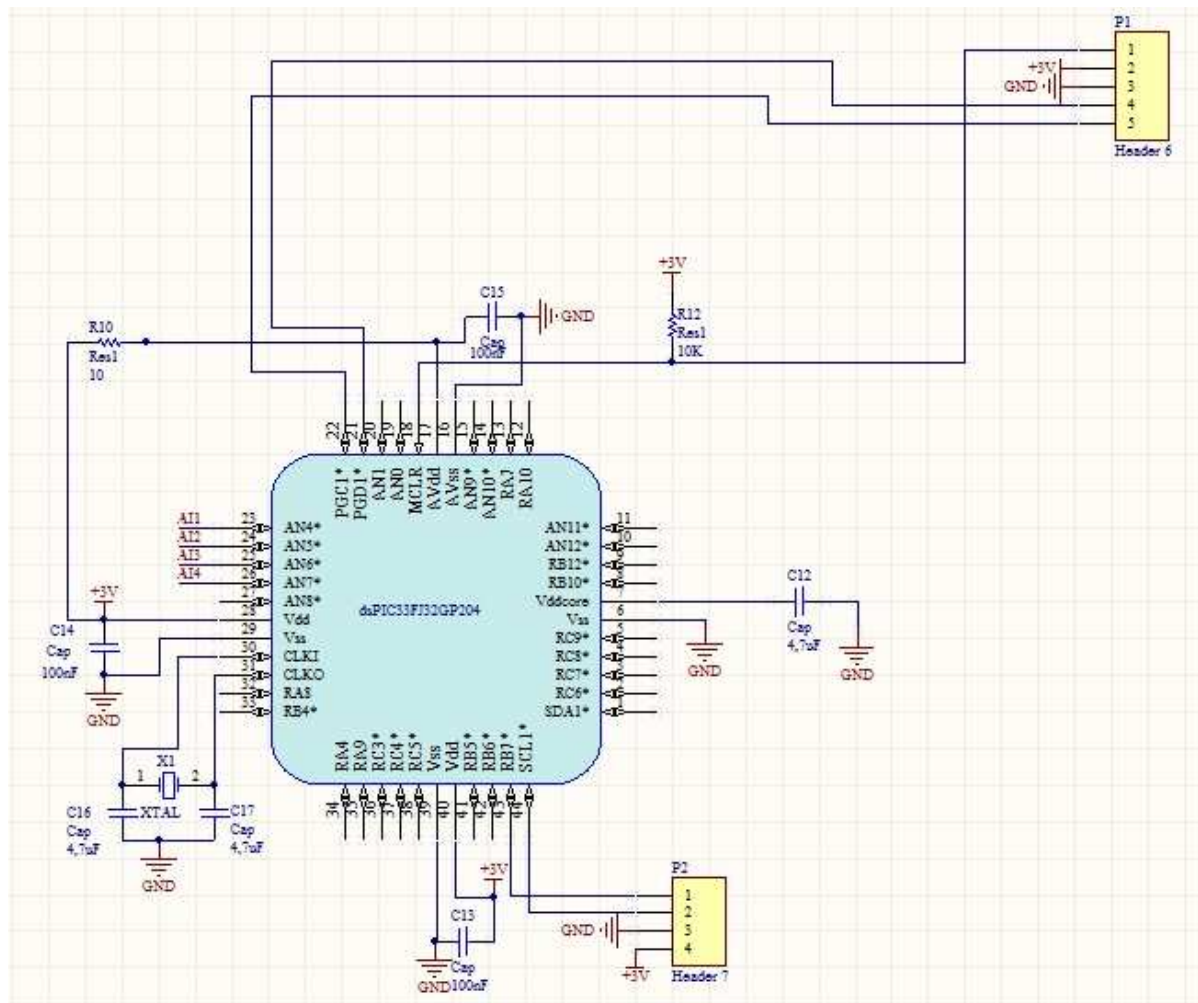 P1
1
+3V 2
GND 3
4
5
Header 6
+3V
C15
GND
R12
Res1
10K
Cap
100nF
R10
Res1
10
22 21 20 19 18 17 16 15 14 13 12
PGC1* PGD1* AN1 AN0 MCLR AVdd AVss AN9* AN10* RA7 RA10
AI1 23 AN4* AN11* 11
AI2 24 AN5* AN12* 10
AI3 25 AN6* RB12* 9
AI4 26 AN7* RB10* 8
27 AN8* Vddcore 7
28 Vdd Vss 6
29 Vss RC9* 5
30 CLKI RC8* 4
31 CLKO RC7* 3
32 RA8 RC6* 2
33 RB4* SDA1* 1
dsPIC33FJ32GP204
C12
Cap
4,7uF
GND
GND
+3V
C14
Cap
100nF
GND
RA4 RA9 RC3* RC4* RC5* Vss Vdd RB5* RB6* RB7* SCL1*
34 35 36 37 38 39 40 41 42 43 44
X1
1 2
XTAL
C16
Cap
4,7uF
C17
Cap
4,7uF
GND
+3V
C13
Cap
100nF
GND
P2
1
2
GND 3
4
+3V
Header 7